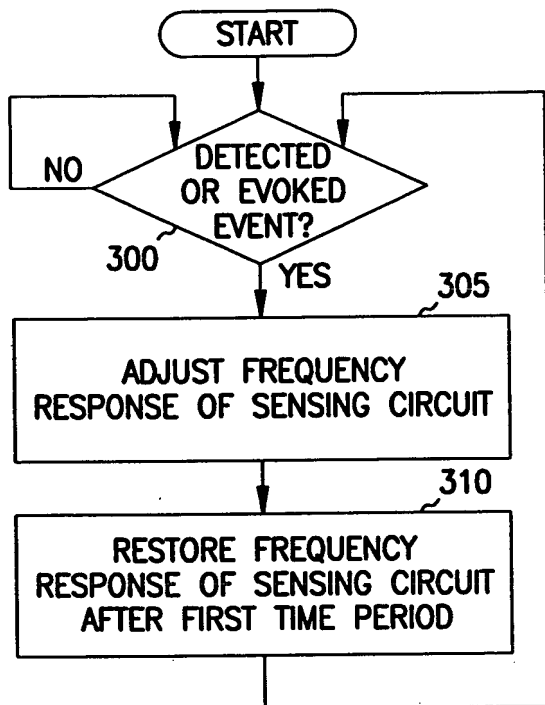 START
DETECTED
OR EVOKED
EVENT?
NO
300
YES
305
ADJUST FREQUENCY
RESPONSE OF SENSING CIRCUIT
310
RESTORE FREQUENCY
RESPONSE OF SENSING CIRCUIT
AFTER FIRST TIME PERIOD